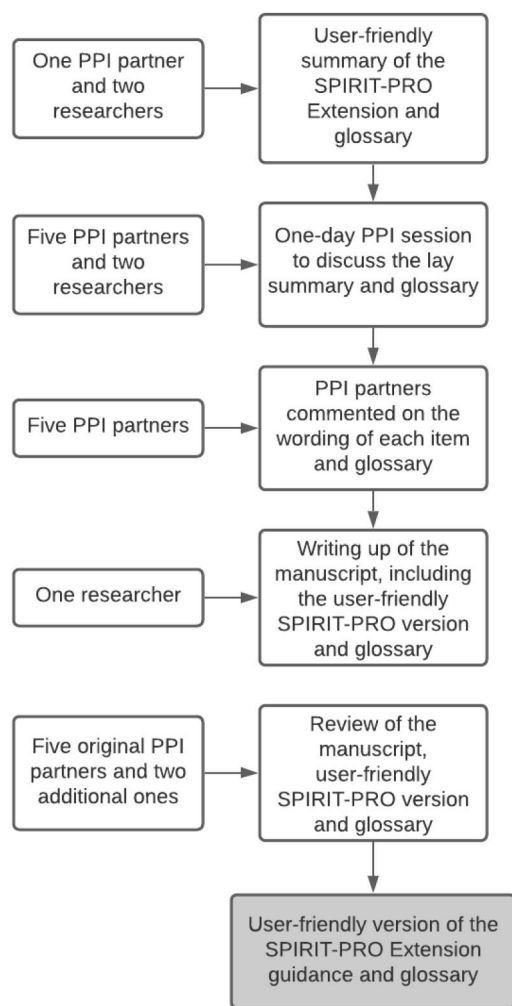 One PPI partner
and two
researchers
User-friendly
summary of the
SPIRIT-PRO
Extension and
glossary
Five PPI partners
and two
researchers
One-day PPI session
to discuss the lay
summary and glossary
Five PPI partners
PPI partners
commented on the
wording of each item
and glossary
One researcher
Writing up of the
manuscript, including
the user-friendly
SPIRIT-PRO version
and glossary
Five original PPI
partners and two
additional ones
Review of the
manuscript,
user-friendly
SPIRIT-PRO version
and glossary
User-friendly version of the
SPIRIT-PRO Extension
guidance and glossary